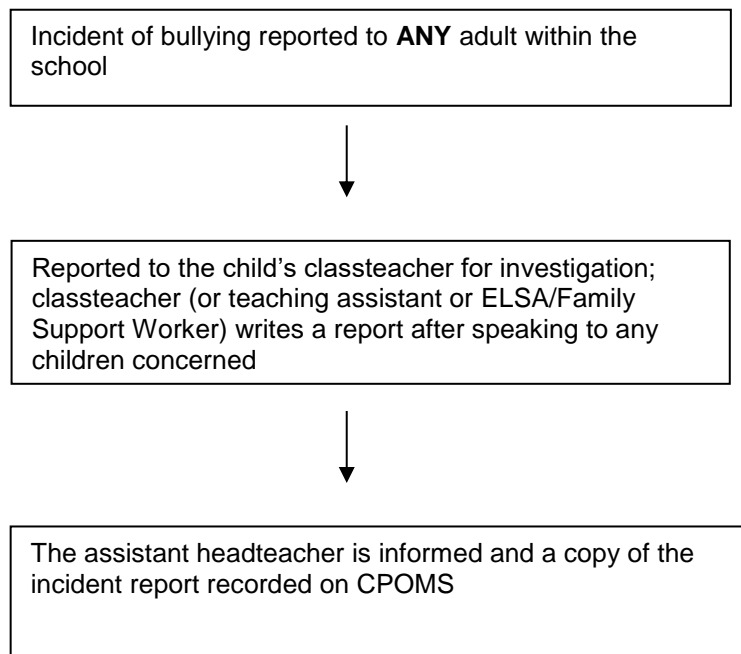 Incident of bullying reported to ANY adult within the
school
Reported to the child’s classteacher for investigation;
classteacher (or teaching assistant or ELSA/Family
Support Worker) writes a report after speaking to any
children concerned
The assistant headteacher is informed and a copy of the
incident report recorded on CPOMS